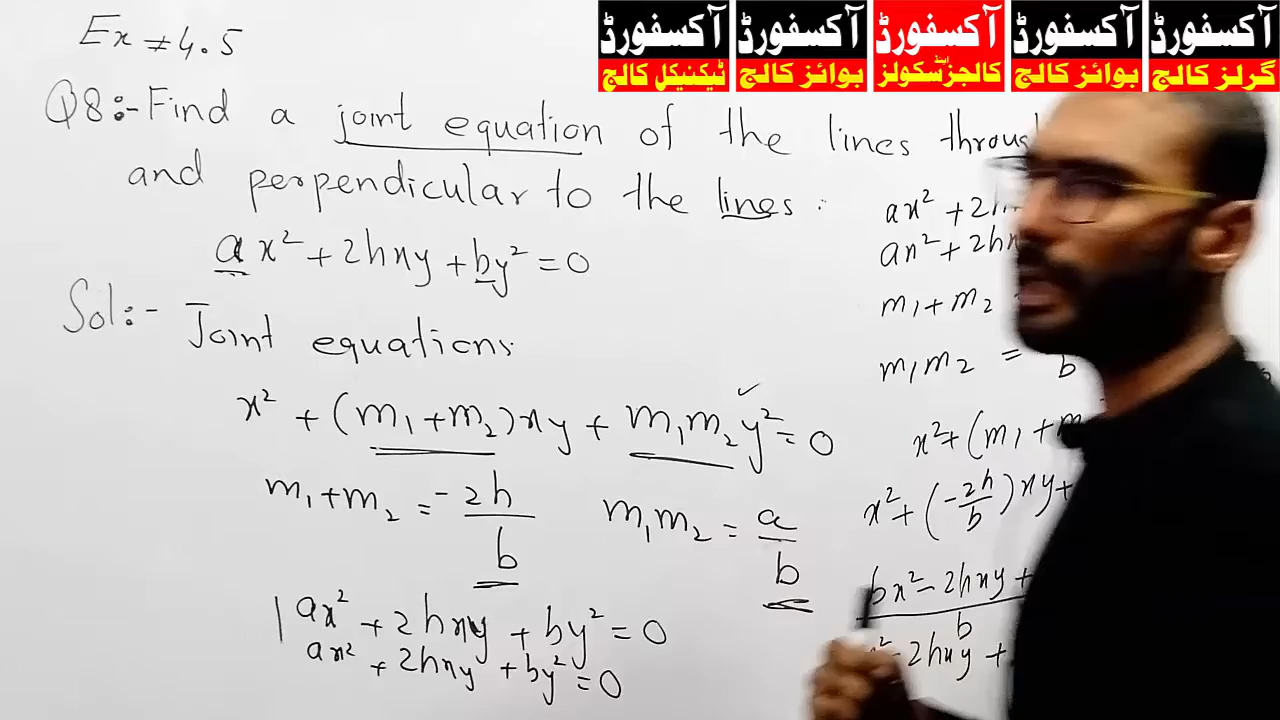 Ex # 4.5
آکسفورڈ ٹیکنیکل کالج
آکسفورڈ بوائز کالج
آکسفورڈ کالجز اینڈ سکولز
آکسفورڈ بوائز کالج
آکسفورڈ گرلز کالج
Q8:- Find a joint equation of the lines
and perpendicular to the lines :
ax² + 2hxy + by² = 0
Sol:- Joint equations
x² + (m₁+m₂)xy + m₁m₂y² = 0
m₁+m₂ = -2h/b m₁m₂ = a/b
ax² + 2hxy + by² = 0
ax² + 2hxy + by² = 0
ax² +
ax² +
m₁+m₂
m₁m₂ =
b
x²+(m₁+
x²+(-2h/b)xy+
bx²-2hxy+
b
-2hxy +